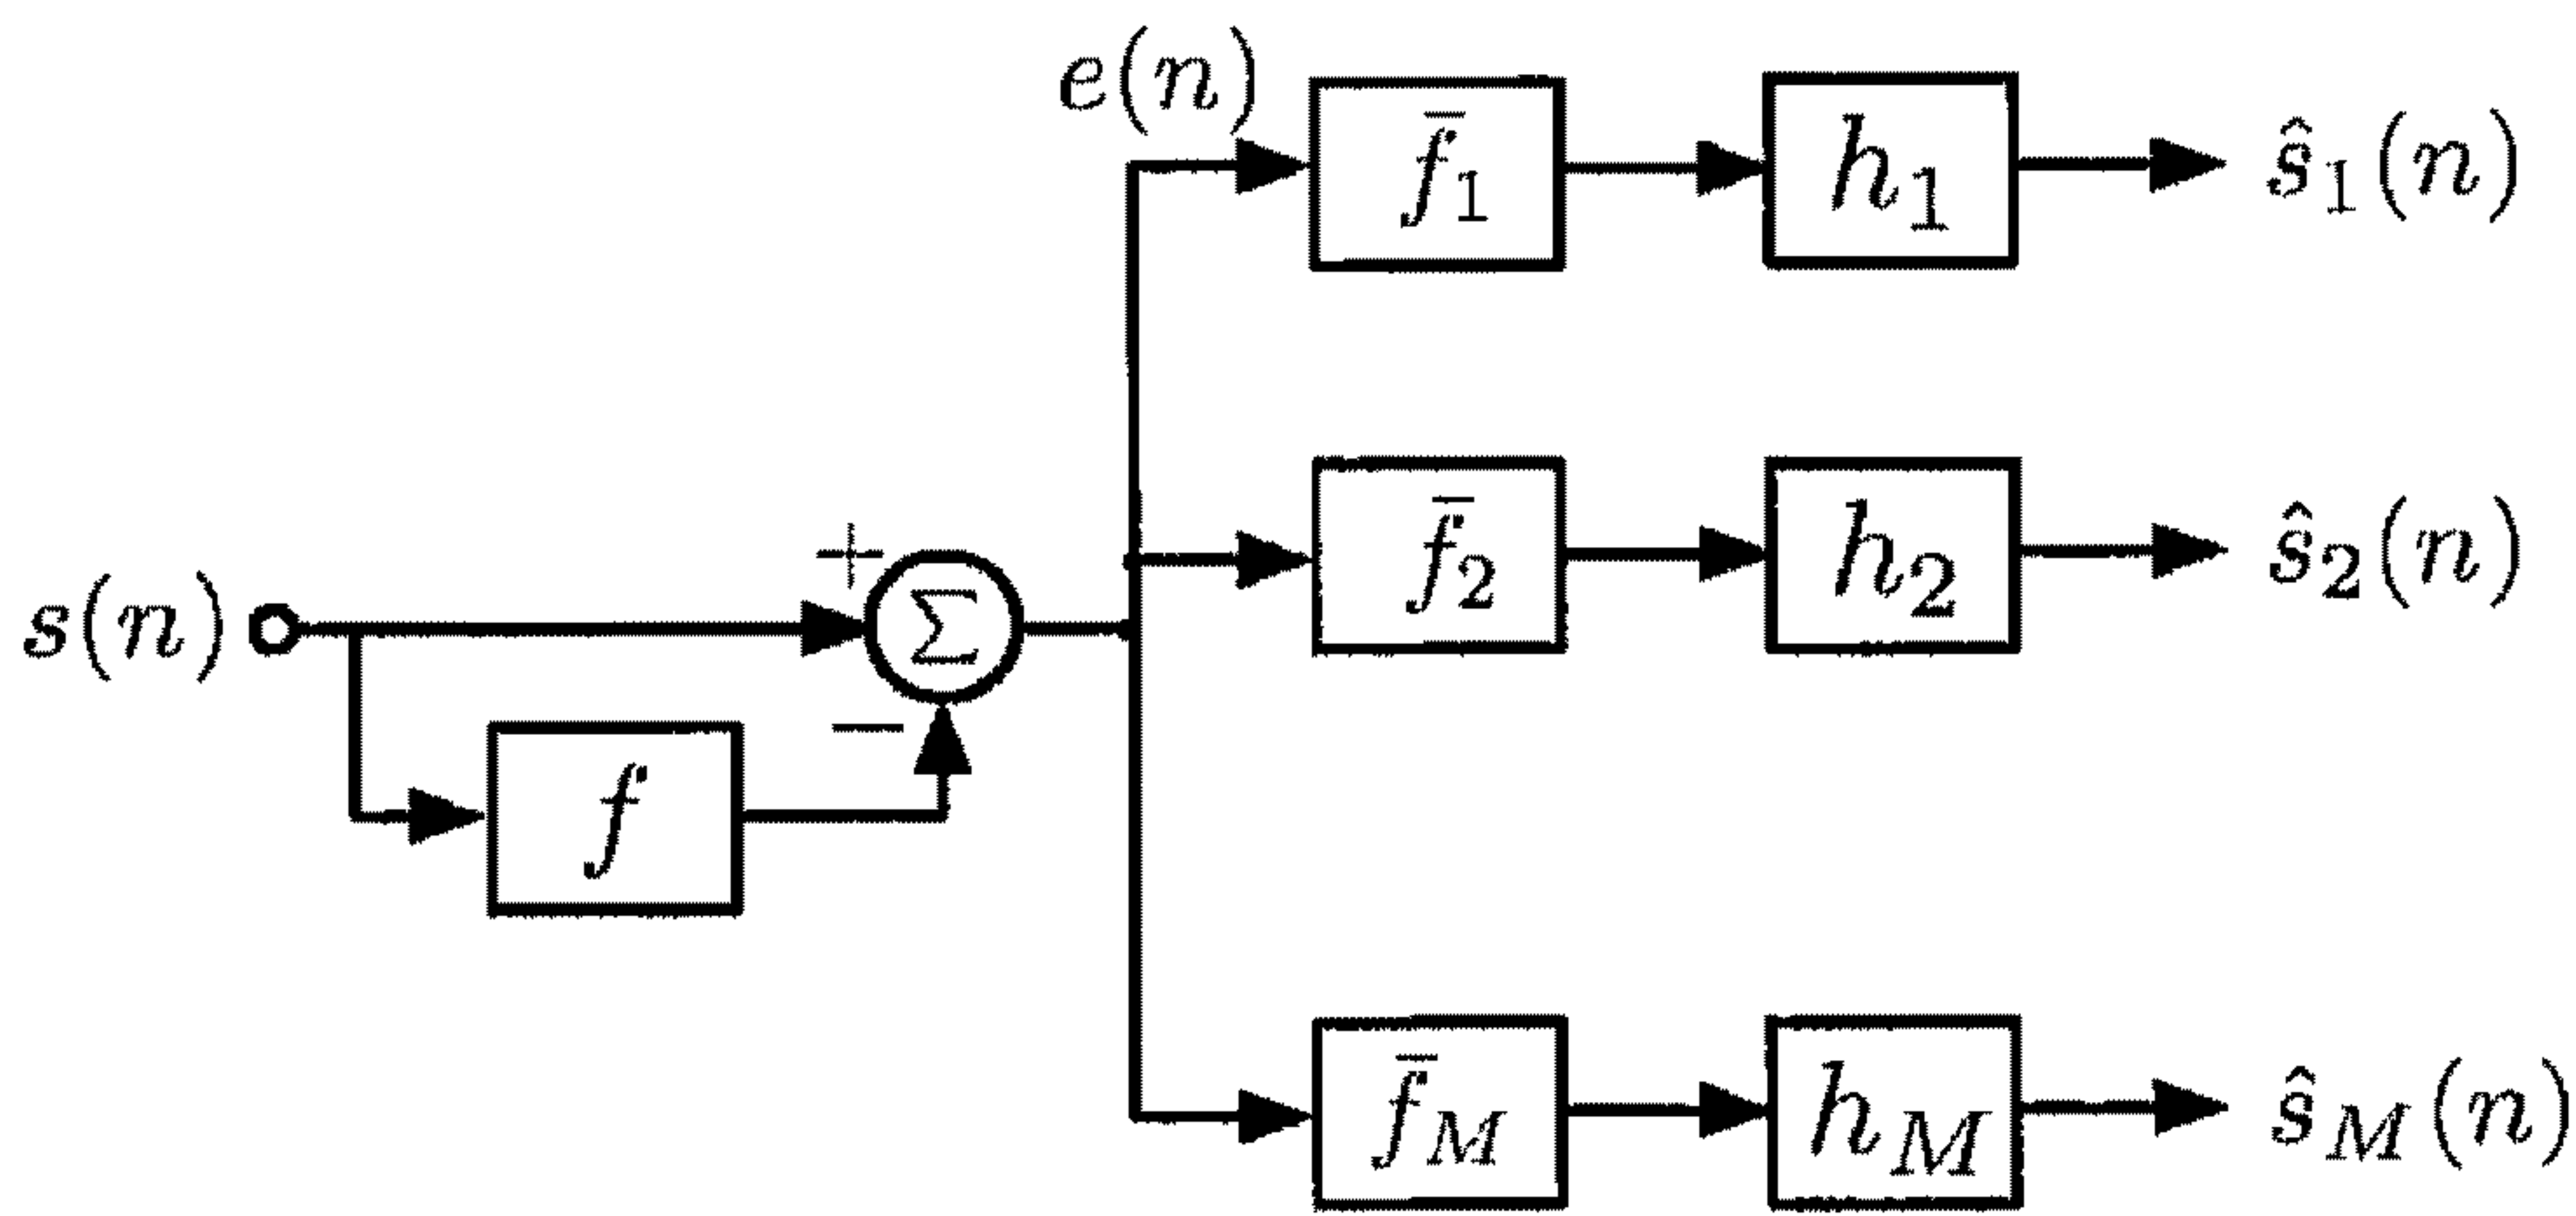 e(n)
f̄₁ h₁ ŝ₁(n)
f̄₂ h₂ ŝ₂(n)
+
s(n) Σ
−
f
f̄_M h_M ŝ_M(n)